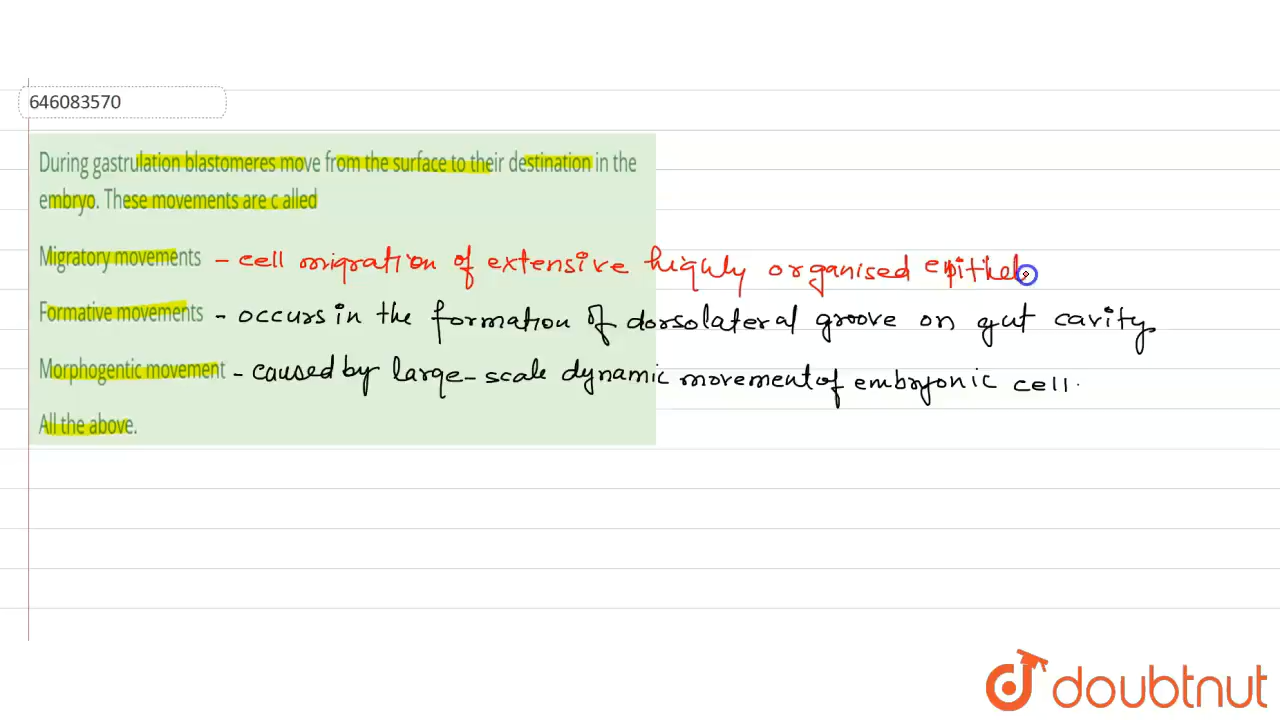 646083570
During gastrulation blastomeres move from the surface to their destination in the
embryo. These movements are c alled
Migratory movements - cell migration of extensive highly organised epithel
Formative movements - occurs in the formation of dorsolateral groove on gut cavity
Morphogentic movement - caused by large-scale dynamic movement of embryonic cell.
All the above.
doubtnut